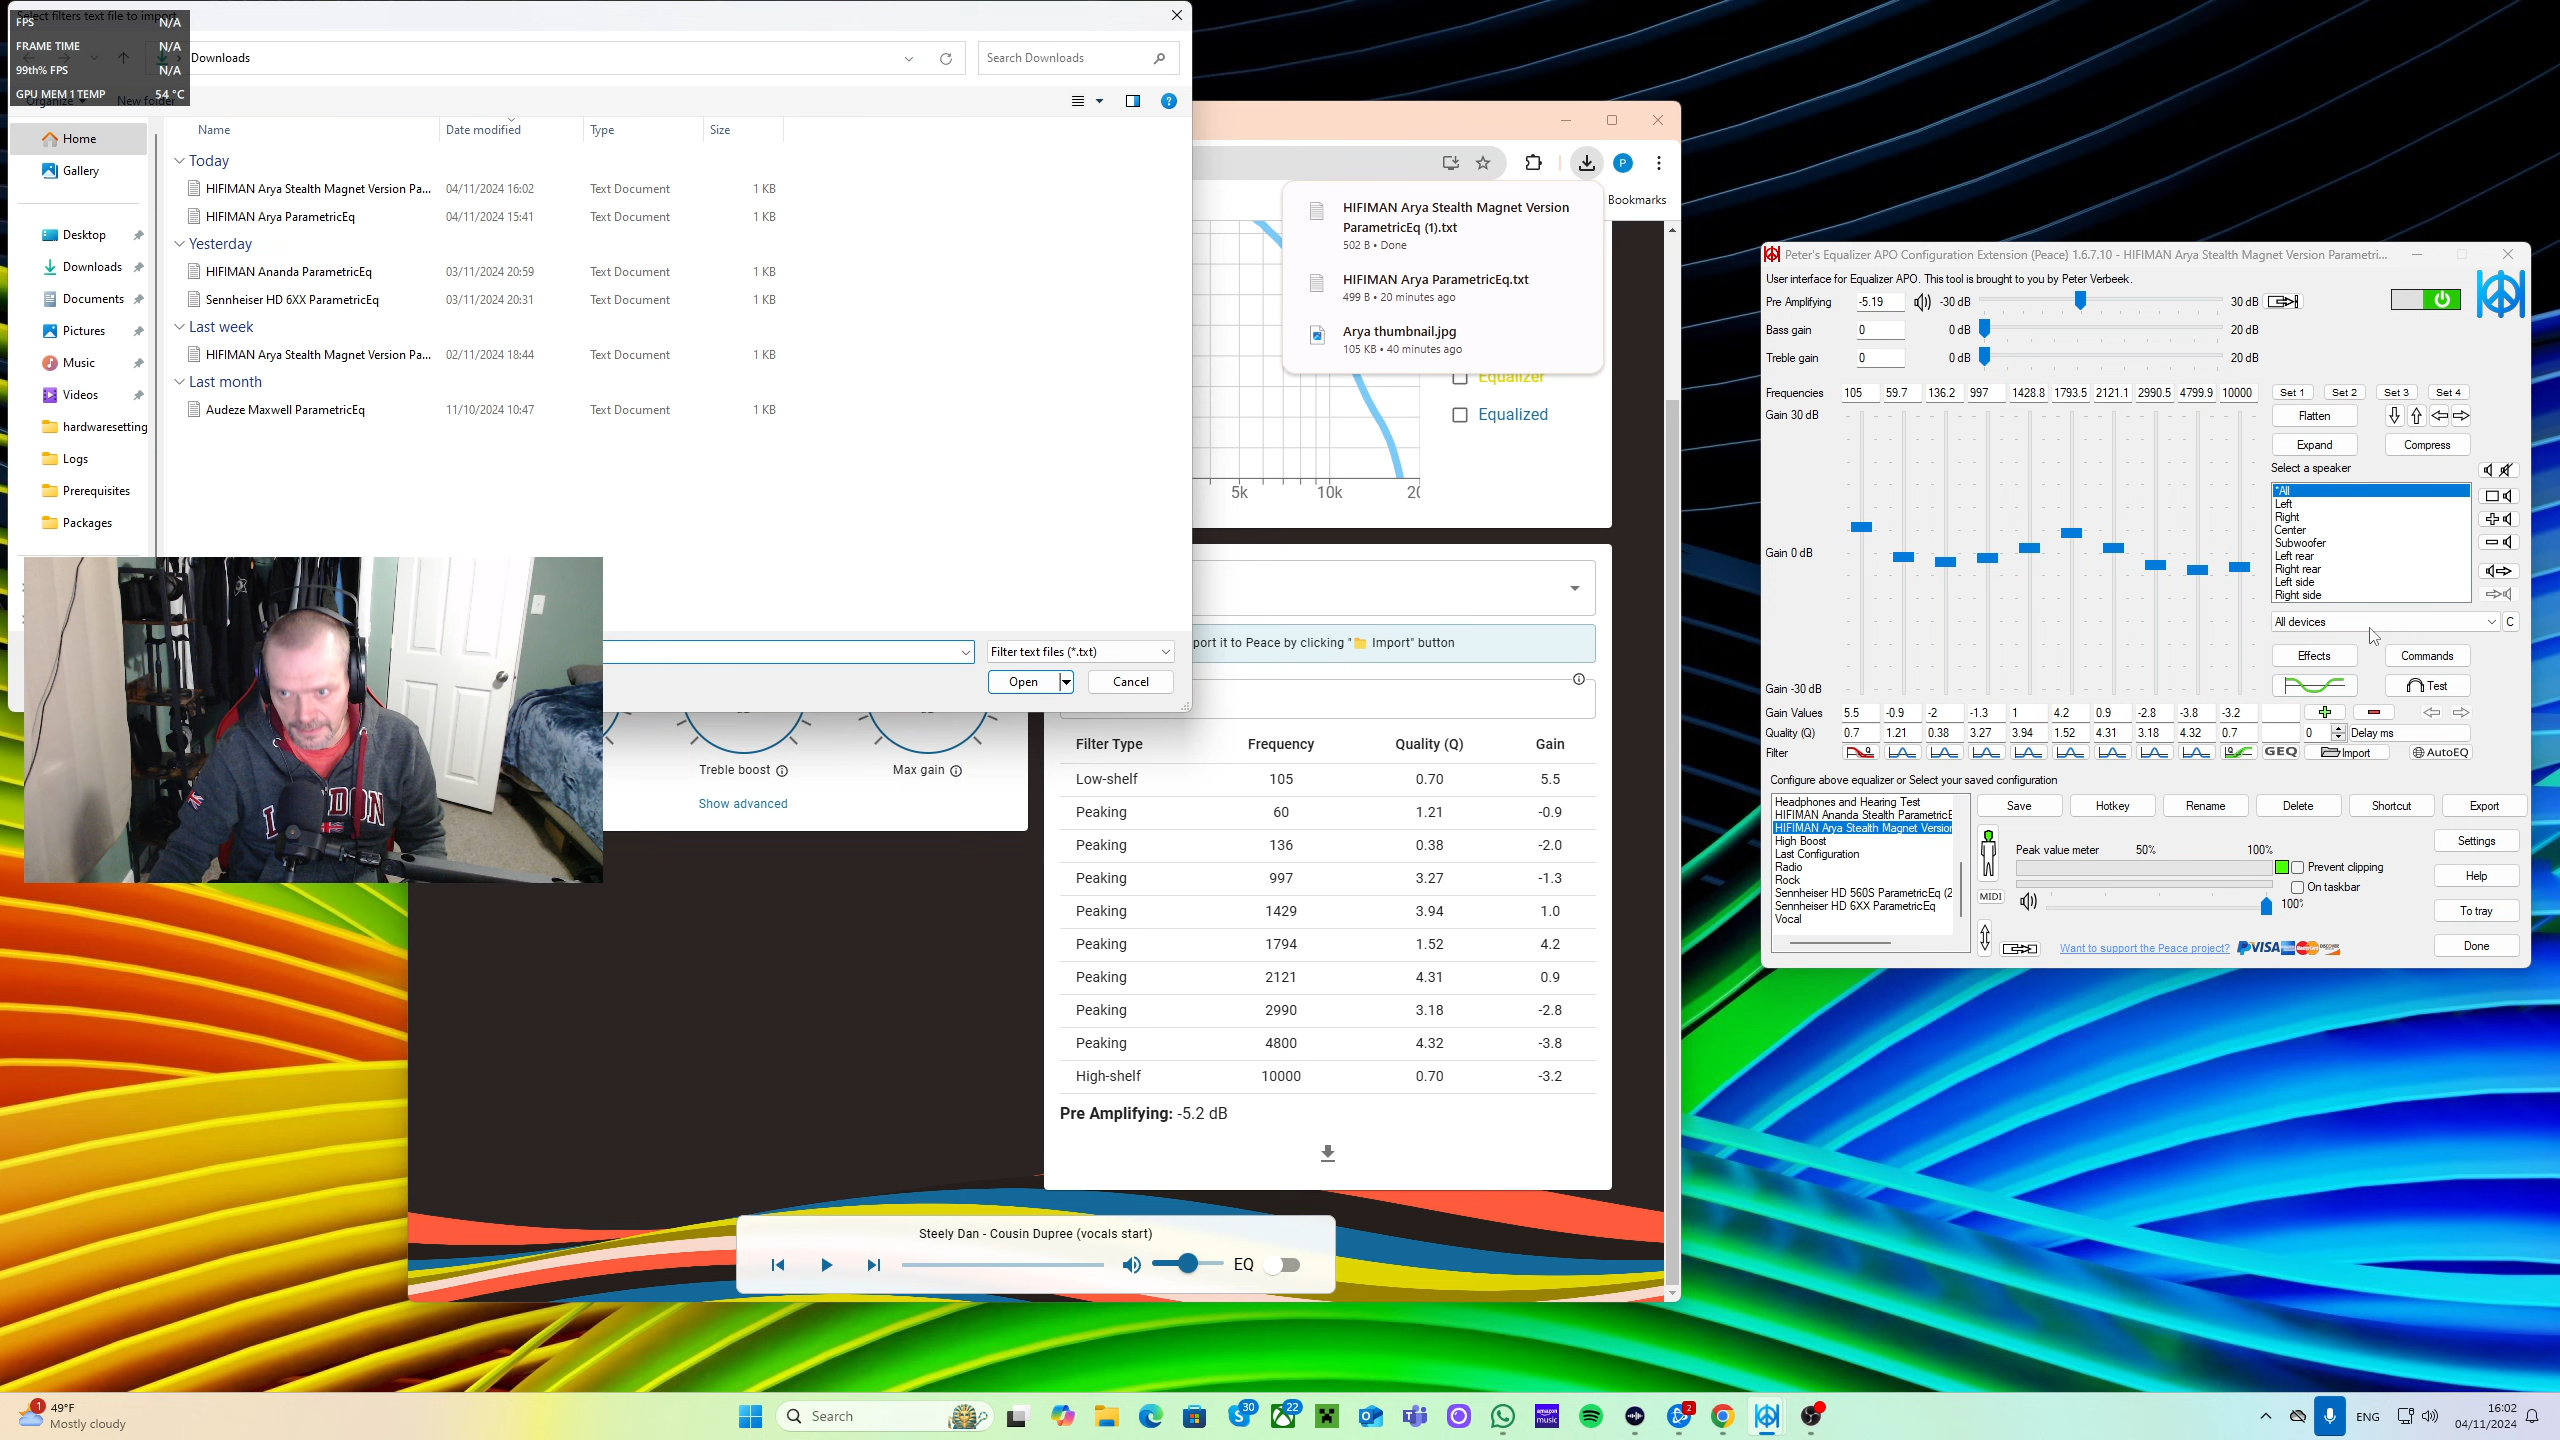 Select filters text file to import
FPS N/A
FRAME TIME N/A
99th% FPS N/A
GPU MEM 1 TEMP 54 °C
Downloads
Search Downloads
Organize New folder
Home
Gallery
Desktop
Downloads
Documents
Pictures
Music
Videos
hardwaresetting
Logs
Prerequisites
Packages
Name Date modified Type Size
Today
HIFIMAN Arya Stealth Magnet Version Pa... 04/11/2024 16:02 Text Document 1 KB
HIFIMAN Arya ParametricEq 04/11/2024 15:41 Text Document 1 KB
Yesterday
HIFIMAN Ananda ParametricEq 03/11/2024 20:59 Text Document 1 KB
Sennheiser HD 6XX ParametricEq 03/11/2024 20:31 Text Document 1 KB
Last week
HIFIMAN Arya Stealth Magnet Version Pa... 02/11/2024 18:44 Text Document 1 KB
Last month
Audeze Maxwell ParametricEq 11/10/2024 10:47 Text Document 1 KB
Filter text files (*.txt)
Open Cancel
LONDON
P
Bookmarks
HIFIMAN Arya Stealth Magnet Version
ParametricEq (1).txt
502 B • Done
HIFIMAN Arya ParametricEq.txt
499 B • 20 minutes ago
Arya thumbnail.jpg
105 KB • 40 minutes ago
Equalizer
Equalized
5k 10k 20
port it to Peace by clicking " Import" button
Treble boost Max gain
Show advanced
Filter Type Frequency Quality (Q) Gain
Low-shelf 105 0.70 5.5
Peaking 60 1.21 -0.9
Peaking 136 0.38 -2.0
Peaking 997 3.27 -1.3
Peaking 1429 3.94 1.0
Peaking 1794 1.52 4.2
Peaking 2121 4.31 0.9
Peaking 2990 3.18 -2.8
Peaking 4800 4.32 -3.8
High-shelf 10000 0.70 -3.2
Pre Amplifying: -5.2 dB
Steely Dan - Cousin Dupree (vocals start)
EQ
Peter's Equalizer APO Configuration Extension (Peace) 1.6.7.10 - HIFIMAN Arya Stealth Magnet Version Parametri...
User interface for Equalizer APO. This tool is brought to you by Peter Verbeek.
Pre Amplifying -5.19 -30 dB 30 dB
Bass gain 0 0 dB 20 dB
Treble gain 0 0 dB 20 dB
Frequencies 105 59.7 136.2 997 1428.8 1793.5 2121.1 2990.5 4799.9 10000 Set 1 Set 2 Set 3 Set 4
Gain 30 dB Flatten
Expand Compress
Select a speaker
*All
Left
Right
Center
Subwoofer
Left rear
Right rear
Left side
Right side
Gain 0 dB
All devices C
Effects Commands
Gain -30 dB Test
Gain Values 5.5 -0.9 -2 -1.3 1 4.2 0.9 -2.8 -3.8 -3.2
Quality (Q) 0.7 1.21 0.38 3.27 3.94 1.52 4.31 3.18 4.32 0.7 0 Delay ms
Filter GEQ Import AutoEQ
Configure above equalizer or Select your saved configuration
Headphones and Hearing Test
HIFIMAN Ananda Stealth ParametricE
HIFIMAN Arya Stealth Magnet Version
High Boost
Last Configuration
Radio
Rock
Sennheiser HD 560S ParametricEq (2
Sennheiser HD 6XX ParametricEq
Vocal
Save Hotkey Rename Delete Shortcut Export
Peak value meter 50% 100% Prevent clipping
On taskbar
MIDI 100%
Settings
Help
To tray
Done
Want to support the Peace project? VISA
1 49°F
Mostly cloudy
Search
30 22 2
amazon music
ENG
16:02
04/11/2024